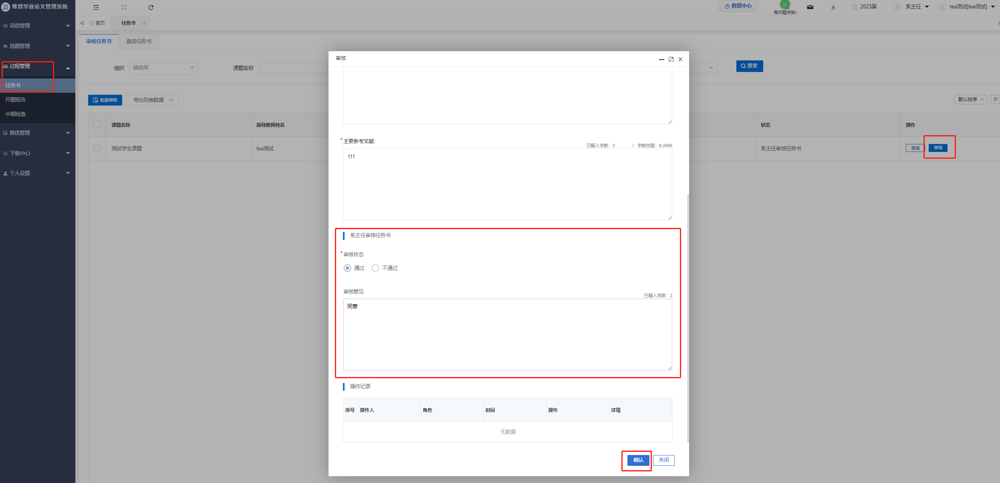 维普毕业论文管理系统
数据中心
有问题点我~
2023届
系主任
tea测试[tea测试]
消息管理
选题管理
过程管理
任务书
开题报告
中期检查
推优管理
下载中心
个人设置
首页
任务书
审核任务书
查询任务书
组织
请选择
课题名称
搜索
批量审核
导出列表数据
默认排序
课题名称
指导教师姓名
状态
操作
测试学生课题
tea测试
系主任审核任务书
查看
审核
审核
*主要参考文献:
已输入字数：3 / 字数范围：0-2000
111
系主任审核任务书
*审核状态
通过
不通过
审核意见
已输入字数：2
同意
操作记录
序号
操作人
角色
时间
操作
详情
无数据
确认
关闭